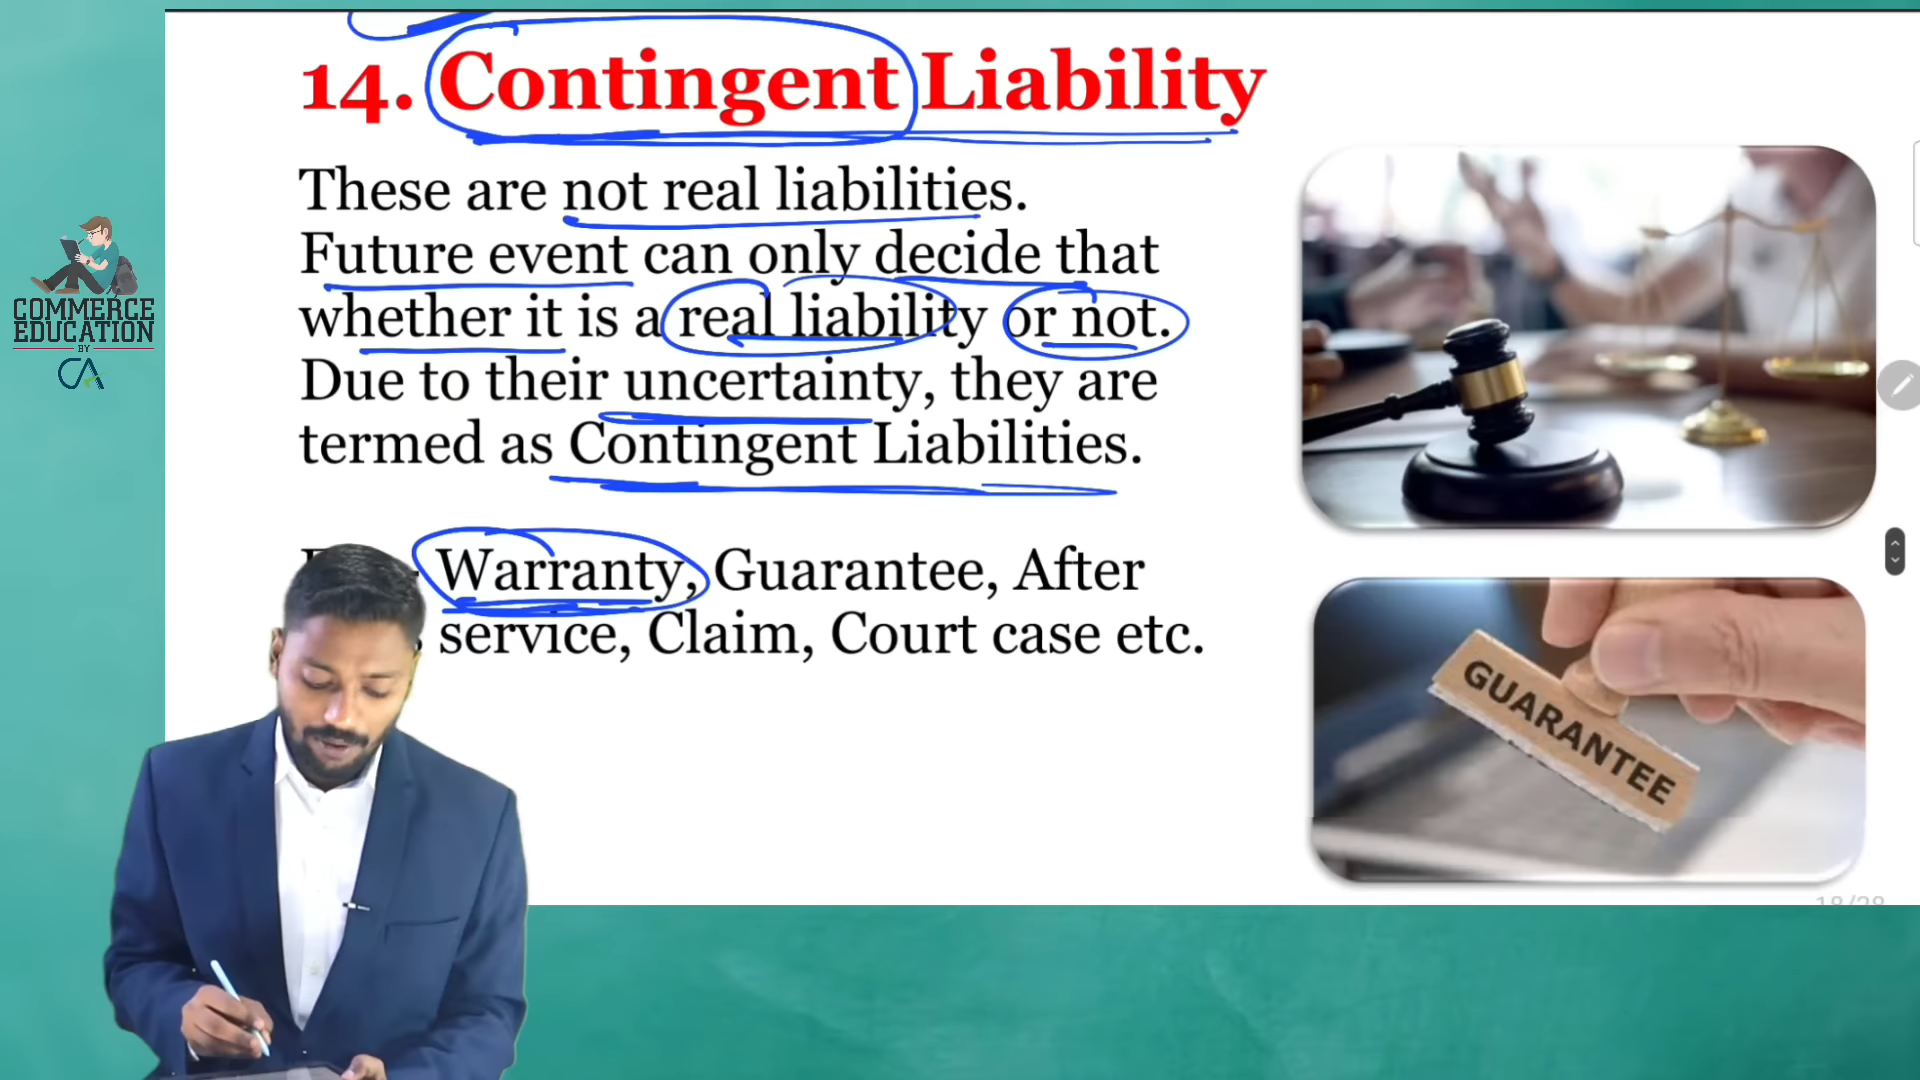 14. Contingent Liability
These are not real liabilities.
Future event can only decide that
whether it is a real liability or not.
Due to their uncertainty, they are
termed as Contingent Liabilities.
Warranty, Guarantee, After
service, Claim, Court case etc.
COMMERCE
EDUCATION
BY
CA
GUARANTEE
18/28